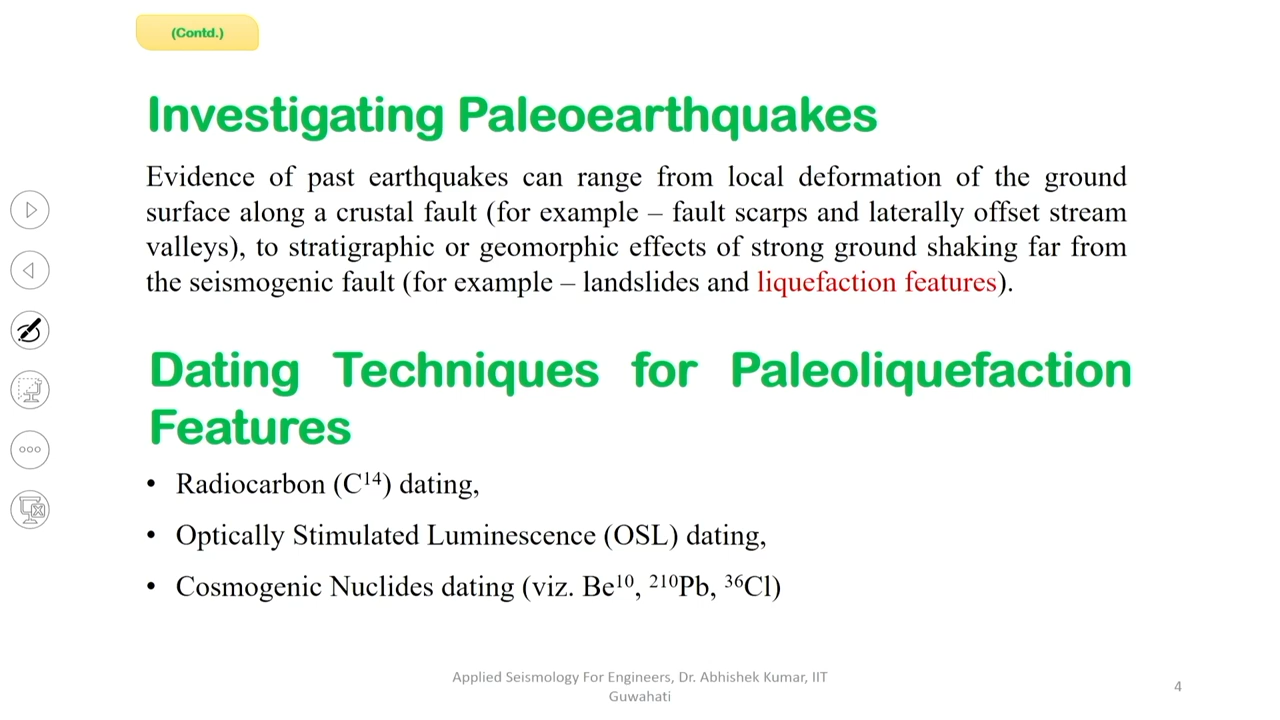 (Contd.)
Investigating Paleoearthquakes
Evidence of past earthquakes can range from local deformation of the ground
surface along a crustal fault (for example – fault scarps and laterally offset stream
valleys), to stratigraphic or geomorphic effects of strong ground shaking far from
the seismogenic fault (for example – landslides and liquefaction features).
Dating Techniques for Paleoliquefaction
Features
• Radiocarbon (C¹⁴) dating,
• Optically Stimulated Luminescence (OSL) dating,
• Cosmogenic Nuclides dating (viz. Be¹⁰, ²¹⁰Pb, ³⁶Cl)
Applied Seismology For Engineers, Dr. Abhishek Kumar, IIT
Guwahati
4